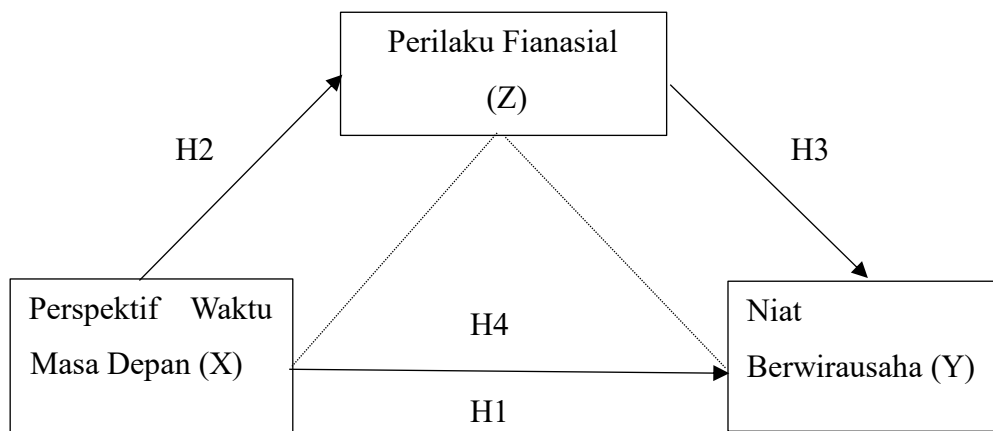 Perilaku Fianasial
(Z)
H2
H3
Perspektif Waktu
Masa Depan (X)
H4
H1
Niat
Berwirausaha (Y)